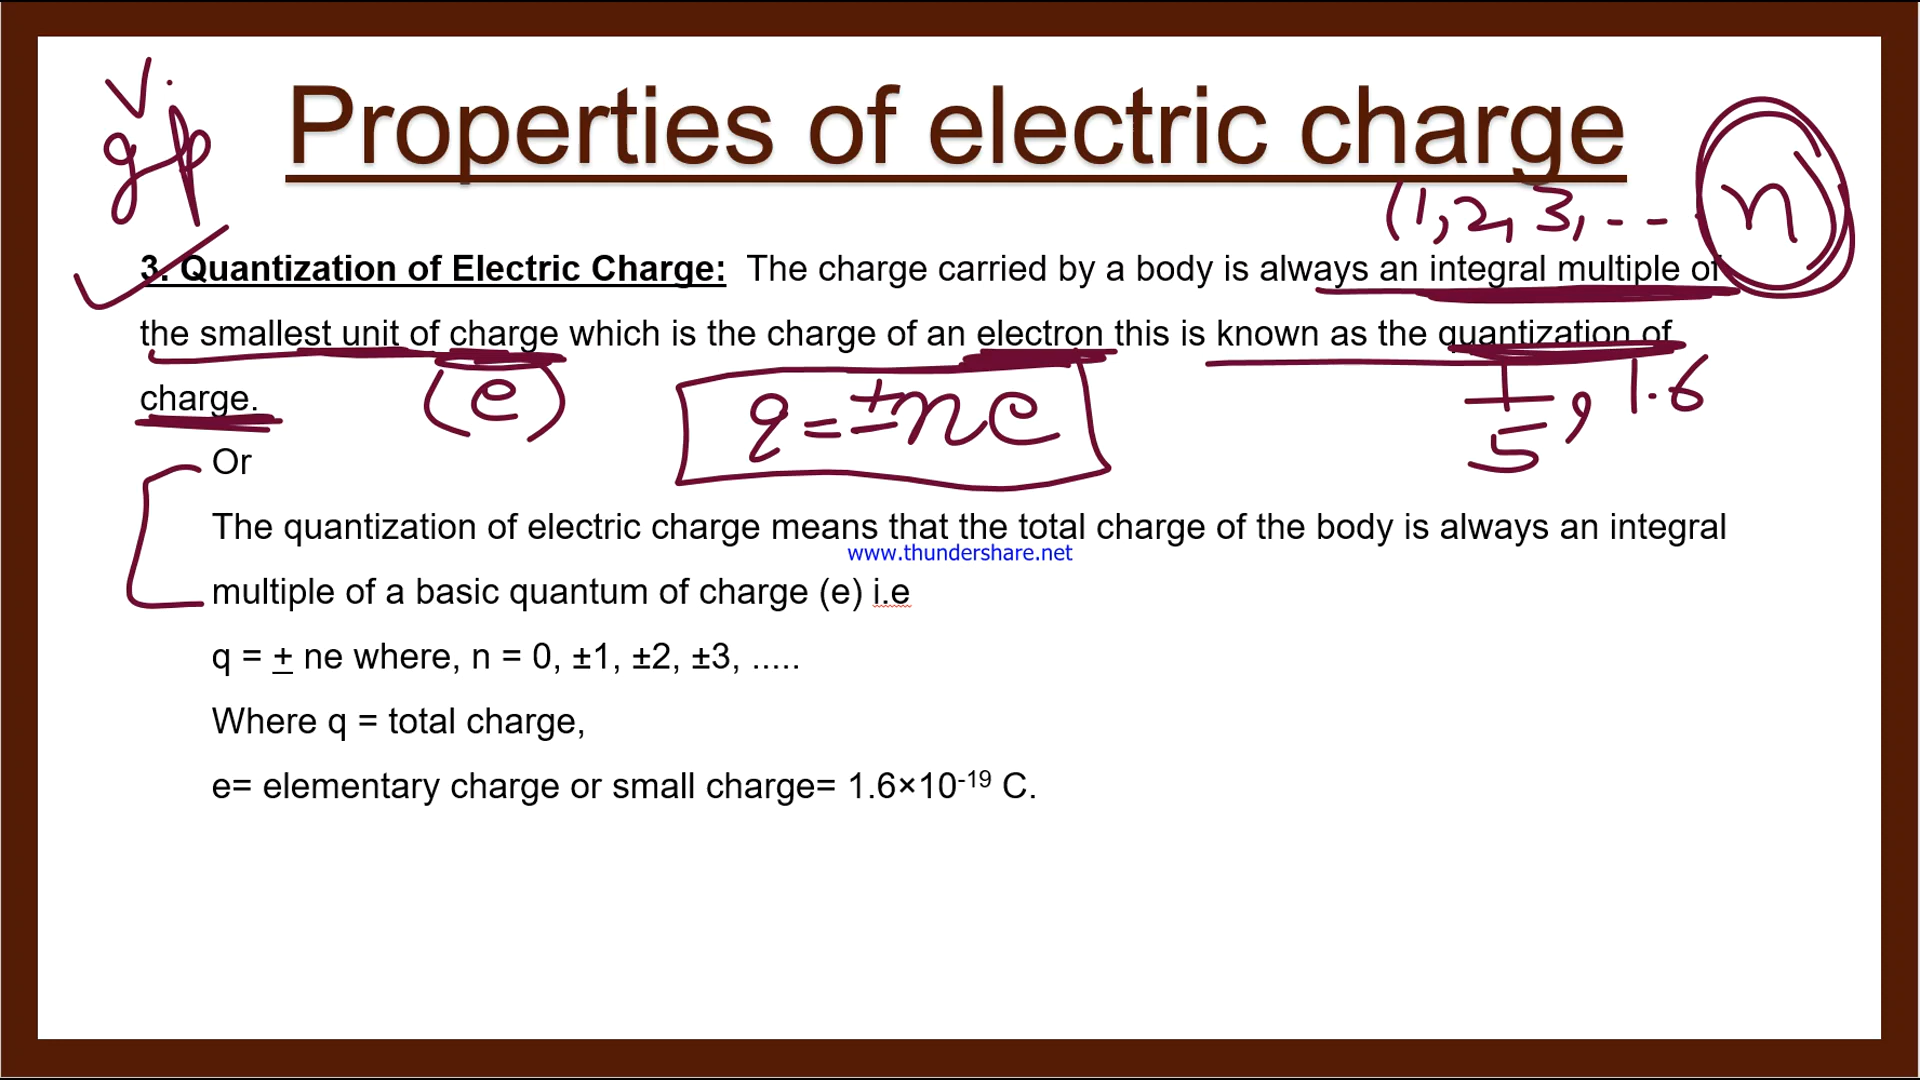 V.
gp
Properties of electric charge
(1, 2, 3, - - n
3. Quantization of Electric Charge: The charge carried by a body is always an integral multiple of
the smallest unit of charge which is the charge of an electron this is known as the quantization of
charge.
(e)
q = ± ne
1/5, 1.6
Or
The quantization of electric charge means that the total charge of the body is always an integral
www.thundershare.net
multiple of a basic quantum of charge (e) i.e
q = ± ne where, n = 0, ±1, ±2, ±3, .....
Where q = total charge,
e= elementary charge or small charge= 1.6×10⁻¹⁹ C.